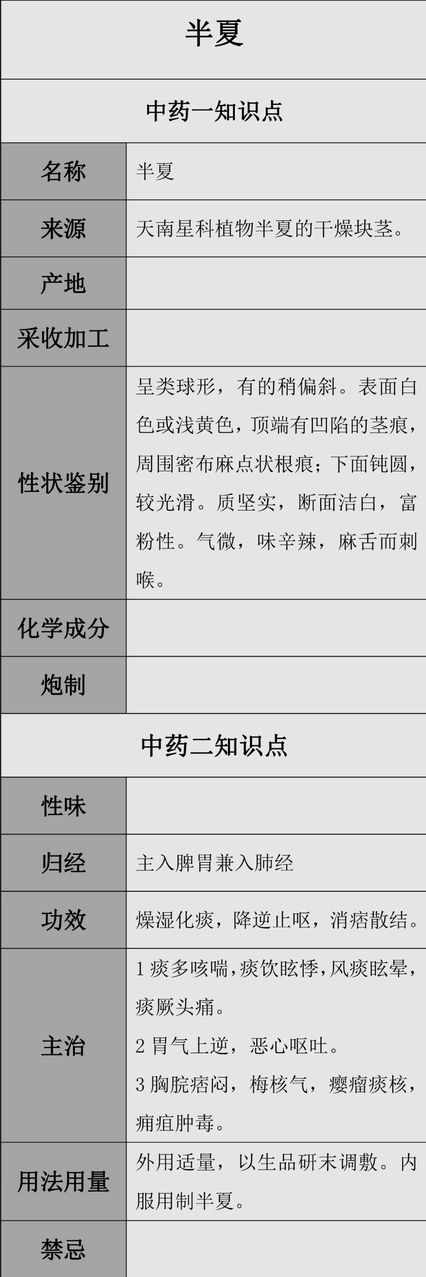 半夏
中药一知识点
名称
半夏
来源
天南星科植物半夏的干燥块茎。
产地
采收加工
性状鉴别
呈类球形，有的稍偏斜。表面白
色或浅黄色，顶端有凹陷的茎痕，
周围密布麻点状根痕；下面钝圆，
较光滑。质坚实，断面洁白，富
粉性。气微，味辛辣，麻舌而刺
喉。
化学成分
炮制
中药二知识点
性味
归经
主入脾胃兼入肺经
功效
燥湿化痰，降逆止呕，消痞散结。
主治
1 痰多咳喘，痰饮眩悸，风痰眩晕，
痰厥头痛。
2 胃气上逆，恶心呕吐。
3 胸脘痞闷，梅核气，瘿瘤痰核，
痈疽肿毒。
用法用量
外用适量，以生品研末调敷。内
服用制半夏。
禁忌